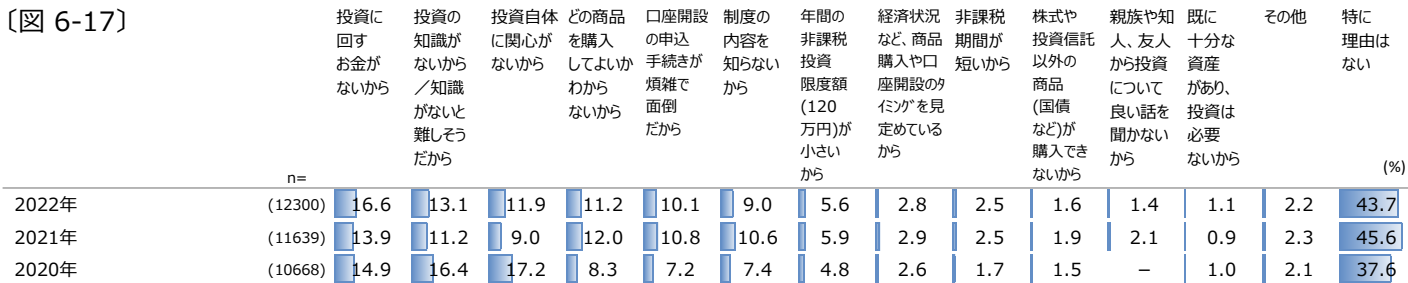 〔図 6-17〕
投資に
回す
お金が
ないから
投資の
知識が
ないから
／知識
がないと
難しそう
だから
投資自体
に関心が
ないから
どの商品
を購入
してよいか
わから
ないから
口座開設
の申込
手続きが
煩雑で
面倒
だから
制度の
内容を
知らない
から
年間の
非課税
投資
限度額
(120
万円)が
小さい
から
経済状況
など、商品
購入や口
座開設のタ
イミングを見
定めている
から
非課税
期間が
短いから
株式や
投資信託
以外の
商品
(国債
など)が
購入でき
ないから
親族や知
人、友人
から投資
について
良い話を
聞かない
から
既に
十分な
資産
があり、
投資は
必要
ないから
その他
特に
理由は
ない
n=
(%)
2022年 (12300) 16.6 13.1 11.9 11.2 10.1 9.0 5.6 2.8 2.5 1.6 1.4 1.1 2.2 43.7
2021年 (11639) 13.9 11.2 9.0 12.0 10.8 10.6 5.9 2.9 2.5 1.9 2.1 0.9 2.3 45.6
2020年 (10668) 14.9 16.4 17.2 8.3 7.2 7.4 4.8 2.6 1.7 1.5 – 1.0 2.1 37.6